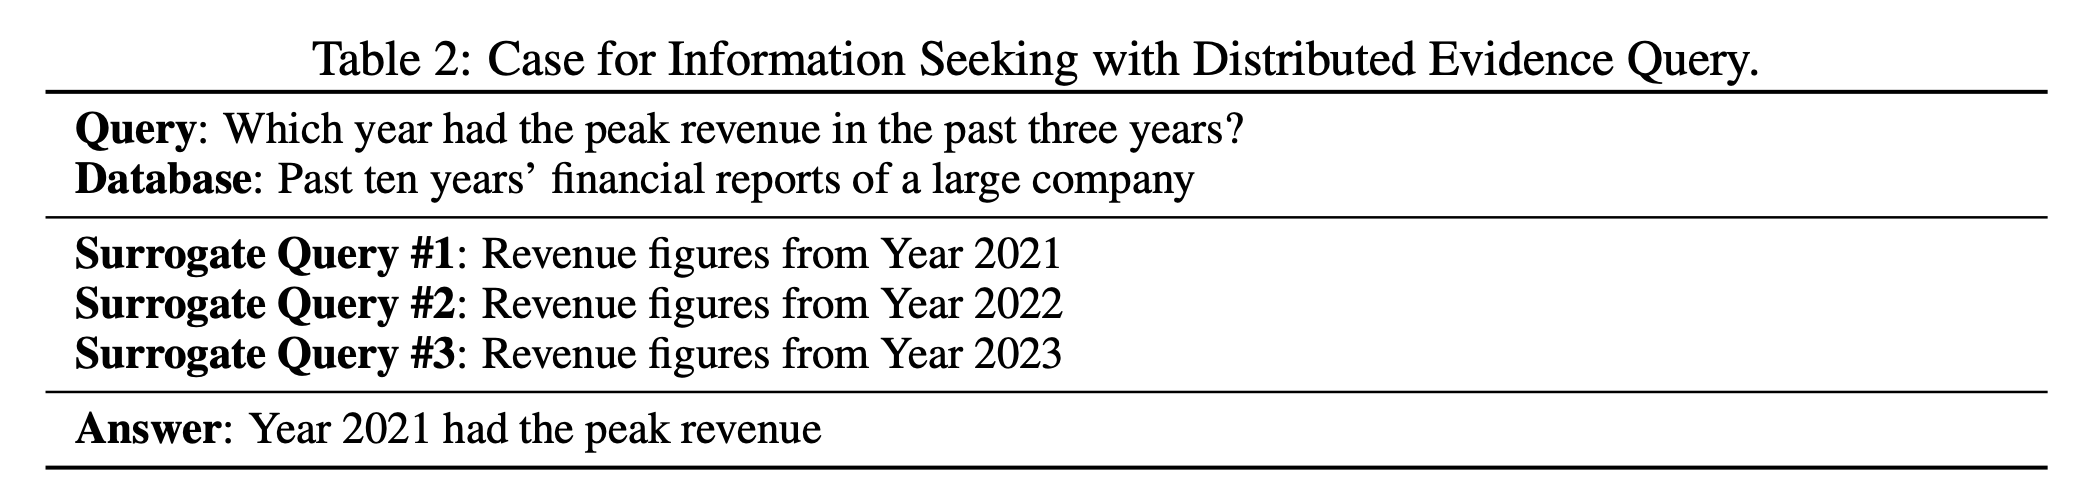 Table 2: Case for Information Seeking with Distributed Evidence Query.
Query: Which year had the peak revenue in the past three years?
Database: Past ten years’ financial reports of a large company
Surrogate Query #1: Revenue figures from Year 2021
Surrogate Query #2: Revenue figures from Year 2022
Surrogate Query #3: Revenue figures from Year 2023
Answer: Year 2021 had the peak revenue